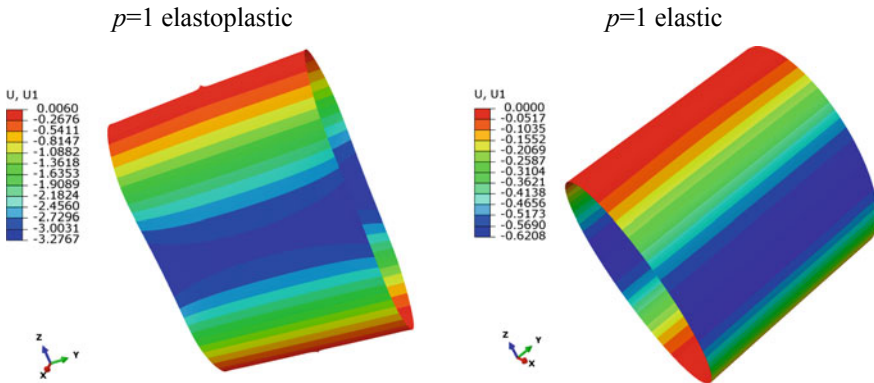 p=1 elastoplastic
U, U1
0.0060
-0.2676
-0.5411
-0.8147
-1.0882
-1.3618
-1.6353
-1.9089
-2.1824
-2.4560
-2.7296
-3.0031
-3.2767
Z
Y
X
p=1 elastic
U, U1
0.0000
-0.0517
-0.1035
-0.1552
-0.2069
-0.2587
-0.3104
-0.3621
-0.4138
-0.4656
-0.5173
-0.5690
-0.6208
Z
Y
X